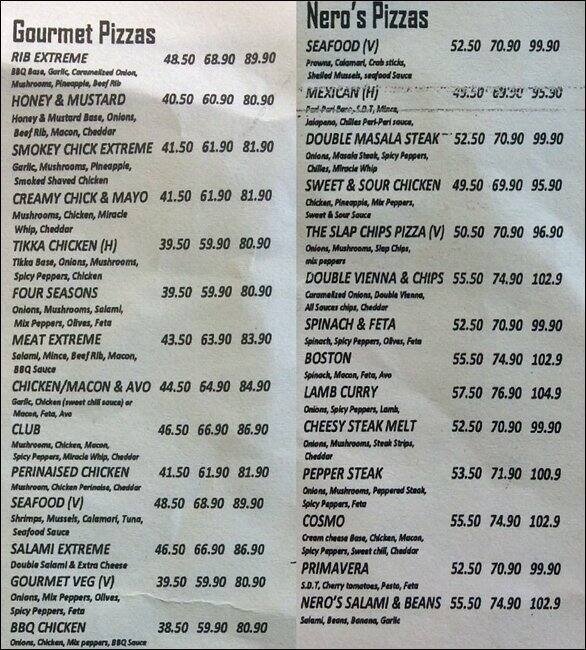 Gourmet Pizzas
RIB EXTREME 48.50 68.90 89.90
BBQ Base, Garlic, Caramelized Onion,
Mushrooms, Pineapple, Beef Rib
HONEY & MUSTARD 40.50 60.90 80.90
Honey & Mustard Base, Onions,
Beef Rib, Macon, Cheddar
SMOKEY CHICK EXTREME 41.50 61.90 81.90
Garlic, Mushrooms, Pineapple,
Smoked Shaved Chicken
CREAMY CHICK & MAYO 41.50 61.90 81.90
Mushrooms, Chicken, Miracle
Whip, Cheddar
TIKKA CHICKEN (H) 39.50 59.90 80.90
Tikka Base, Onions, Mushrooms,
Spicy Peppers, Chicken
FOUR SEASONS 39.50 59.90 80.90
Onions, Mushrooms, Salami,
Mix Peppers, Olives, Feta
MEAT EXTREME 43.50 63.90 83.90
Salami, Mince, Beef Rib, Macon,
BBQ Sauce
CHICKEN/MACON & AVO 44.50 64.90 84.90
Garlic, Chicken (sweet chili sauce) or
Macon, Feta, Avo
CLUB 46.50 66.90 86.90
Mushrooms, Chicken, Macon,
Spicy Peppers, Miracle Whip, Cheddar
PERINAISED CHICKEN 41.50 61.90 81.90
Mushroom, Chicken Perinaise, Cheddar
SEAFOOD (V) 48.50 68.90 89.90
Shrimps, Mussels, Calamari, Tuna,
Seafood Sauce
SALAMI EXTREME 46.50 66.90 86.90
Double Salami & Extra Cheese
GOURMET VEG (V) 39.50 59.90 80.90
Onions, Mix Peppers, Olives,
Spicy Peppers, Feta
BBQ CHICKEN 38.50 59.90 80.90
Onions, Chicken, Mix peppers, BBQ Sauce
Nero's Pizzas
SEAFOOD (V) 52.50 70.90 99.90
Prawns, Calamari, Crab sticks,
Shelled Mussels, seafood Sauce
MEXICAN (H) 49.50 69.90 95.90
Peri-Peri Base, S.D.T, Mince,
Jalapeno, Chilles Peri-Peri sauce,
DOUBLE MASALA STEAK 52.50 70.90 99.90
Onions, Masala Steak, Spicy Peppers,
Chilles, Miracle Whip
SWEET & SOUR CHICKEN 49.50 69.90 95.90
Chicken, Pineapple, Mix Peppers,
Sweet & Sour Sauce
THE SLAP CHIPS PIZZA (V) 50.50 70.90 96.90
Onions, Mushrooms, Slap Chips,
mix peppers
DOUBLE VIENNA & CHIPS 55.50 74.90 102.9
Caramelized Onions, Double Vienna,
All Sauces chips, Cheddar
SPINACH & FETA 52.50 70.90 99.90
Spinach, Spicy Peppers, Olives, Feta
BOSTON 55.50 74.90 102.9
Spinach, Macon, Feta, Avo
LAMB CURRY 57.50 76.90 104.9
Onions, Spicy Peppers, Lamb,
CHEESY STEAK MELT 52.50 70.90 99.90
Onions, Mushrooms, Steak Strips,
Cheddar
PEPPER STEAK 53.50 71.90 100.9
Onions, Mushrooms, Peppered Steak,
Spicy Peppers, Feta
COSMO 55.50 74.90 102.9
Cream cheese Base, Chicken, Macon,
Spicy Peppers, Sweet chili, Cheddar
PRIMAVERA 52.50 70.90 99.90
S.D.T, Cherry tomatoes, Pesto, Feta
NERO'S SALAMI & BEANS 55.50 74.90 102.9
Salami, Beans, Banana, Garlic